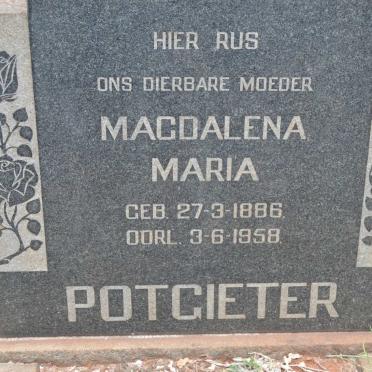 HIER RUS
ONS DIERBARE MOEDER
MAGDALENA
MARIA
GEB. 27-3-1886.
OORL. 3-6-1958.
POTGIETER